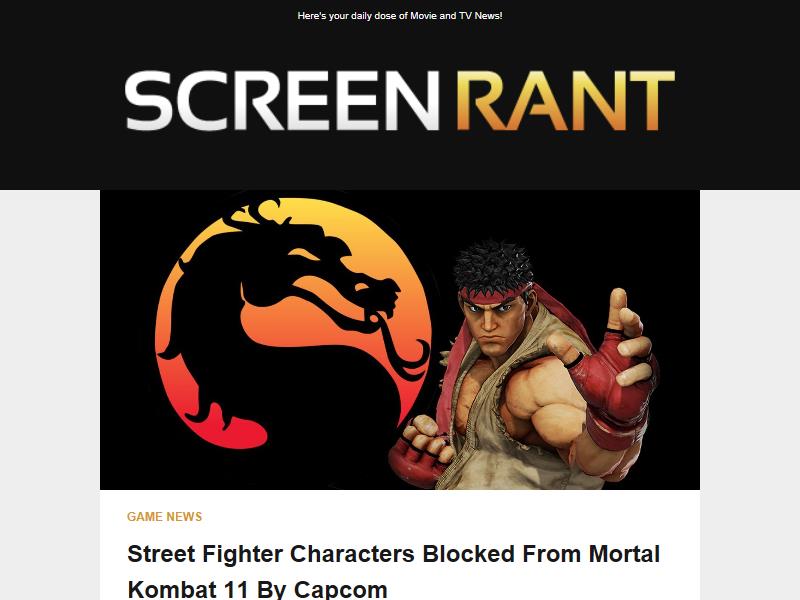 Here's your daily dose of Movie and TV News!
SCREEN RANT
GAME NEWS
Street Fighter Characters Blocked From Mortal
Kombat 11 By Capcom